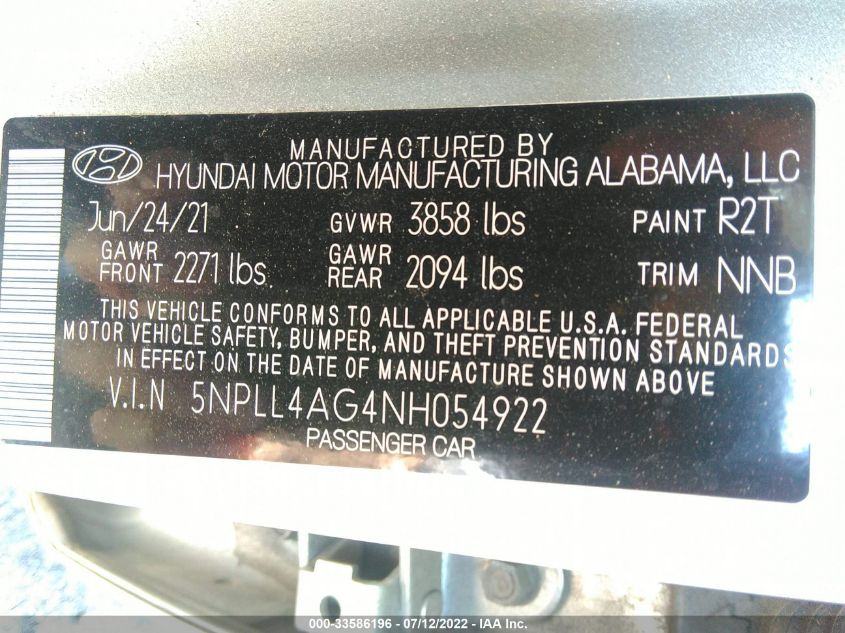 MANUFACTURED BY
HYUNDAI MOTOR MANUFACTURING ALABAMA, LLC
Jun/24/21 GVWR 3858 lbs PAINT R2T
GAWR FRONT 2271 lbs. GAWR REAR 2094 lbs TRIM NNB
THIS VEHICLE CONFORMS TO ALL APPLICABLE U.S.A. FEDERAL
MOTOR VEHICLE SAFETY, BUMPER, AND THEFT PREVENTION STANDARDS
IN EFFECT ON THE DATE OF MANUFACTURE SHOWN ABOVE
V.I.N 5NPLL4AG4NH054922
PASSENGER CAR
000-33586196 - 07/12/2022 - IAA Inc.